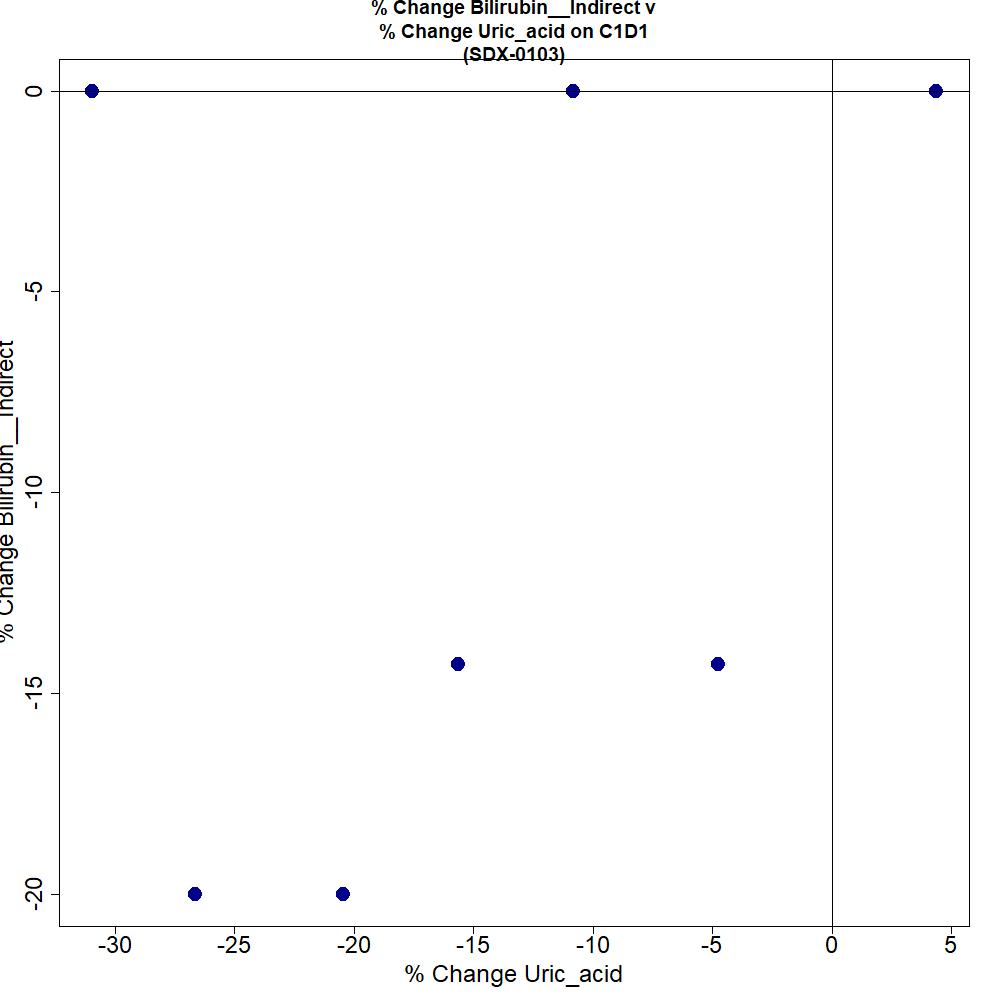 % Change Bilirubin__Indirect v
% Change Uric_acid on C1D1
(SDX-0103)
% Change Bilirubin__Indirect
0
-5
-10
-15
-20
-30
-25
-20
-15
-10
-5
0
5
% Change Uric_acid